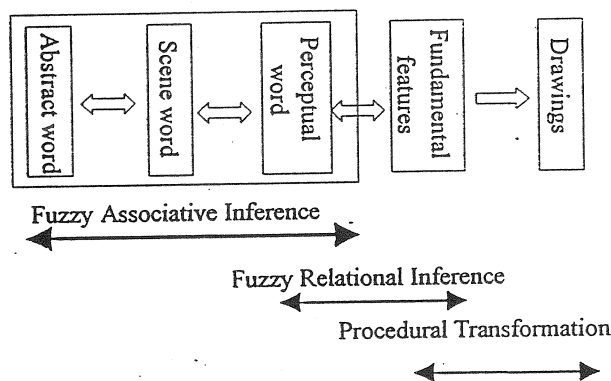 Abstract word
Scene word
Perceptual
word
Fundamental
features
Drawings
Fuzzy Associative Inference
Fuzzy Relational Inference
Procedural Transformation